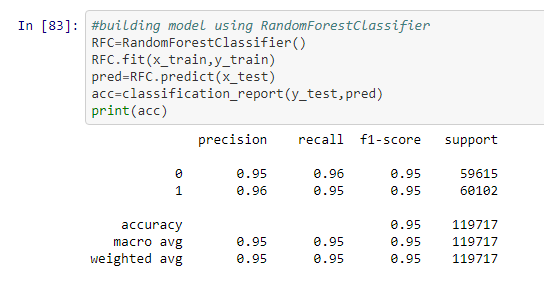 In [83]: #building model using RandomForestClassifier
RFC=RandomForestClassifier()
RFC.fit(x_train,y_train)
pred=RFC.predict(x_test)
acc=classification_report(y_test,pred)
print(acc)
precision recall f1-score support
0 0.95 0.96 0.95 59615
1 0.96 0.95 0.95 60102
accuracy 0.95 119717
macro avg 0.95 0.95 0.95 119717
weighted avg 0.95 0.95 0.95 119717